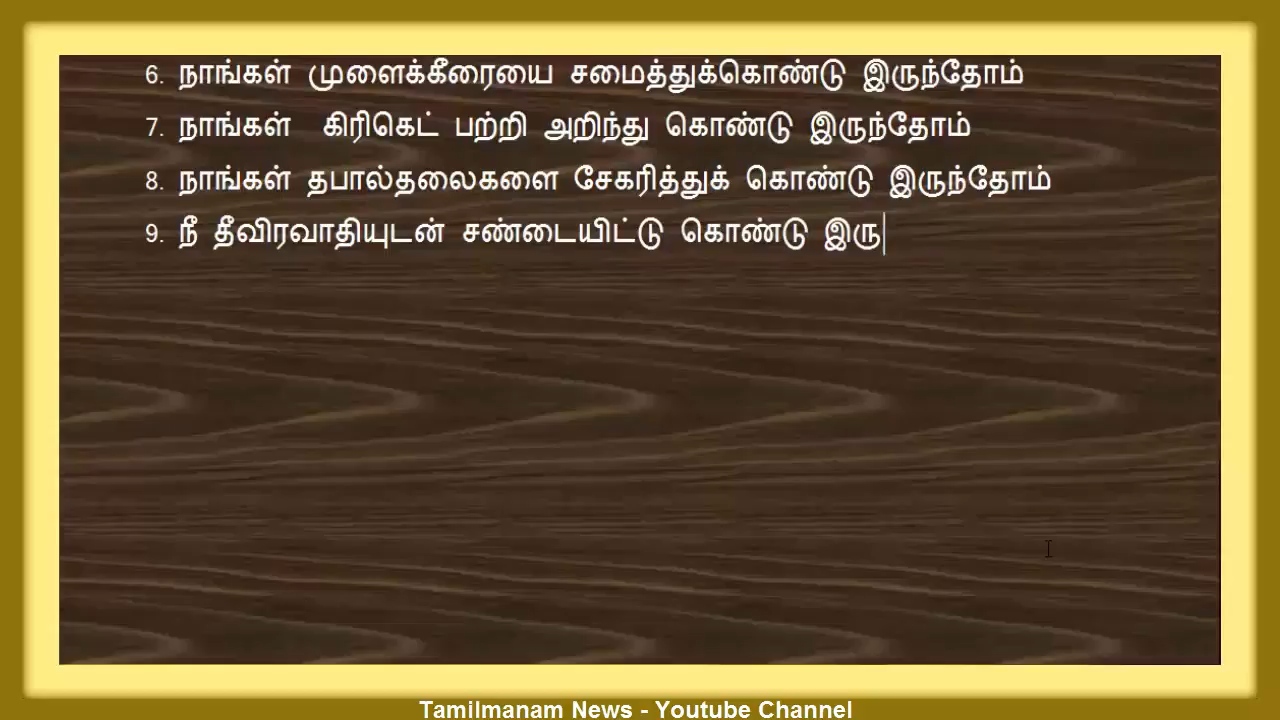 6. நாங்கள் முளைக்கீரையை சமைத்துக்கொண்டு இருந்தோம்
7. நாங்கள் கிரிகெட் பற்றி அறிந்து கொண்டு இருந்தோம்
8. நாங்கள் தபால்தலைகளை சேகரித்துக் கொண்டு இருந்தோம்
9. நீ தீவிரவாதியுடன் சண்டையிட்டு கொண்டு இரு
Tamilmanam News - Youtube Channel